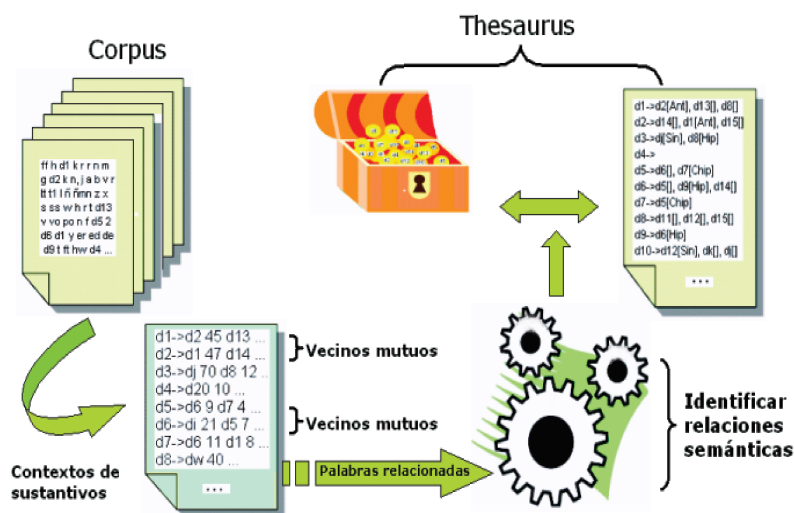 Thesaurus
Corpus
ffhd1krrnm
gd2kn,jabvr
ttt1lññmnzx
ssswhrtd13
vvoponfd52
d6d1yeredde
d9tfthwd4 ...
d1->d2[Ant], d13[], d8[]
d2->d14[], d1[Ant], d15[]
d3->dj[Sin], d8[Hip]
d4->
d5->d6[], d7[Chip]
d6->d5[], d9[Hip], d14[]
d7->d5[Chip]
d8->d11[], d12[], d15[]
d9->d6[Hip]
d10->d12[Sin], dk[], dj[]
...
d1->d2 45 d13 ...
d2->d1 47 d14 ...
d3->dj 70 d8 12 ...
d4->d20 10 ...
d5->d6 9 d7 4 ...
d6->di 21 d5 7 ...
d7->d6 11 d1 8 ...
d8->dw 40 ...
...
Vecinos mutuos
Vecinos mutuos
Contextos de
sustantivos
Palabras relacionadas
Identificar
relaciones
semánticas